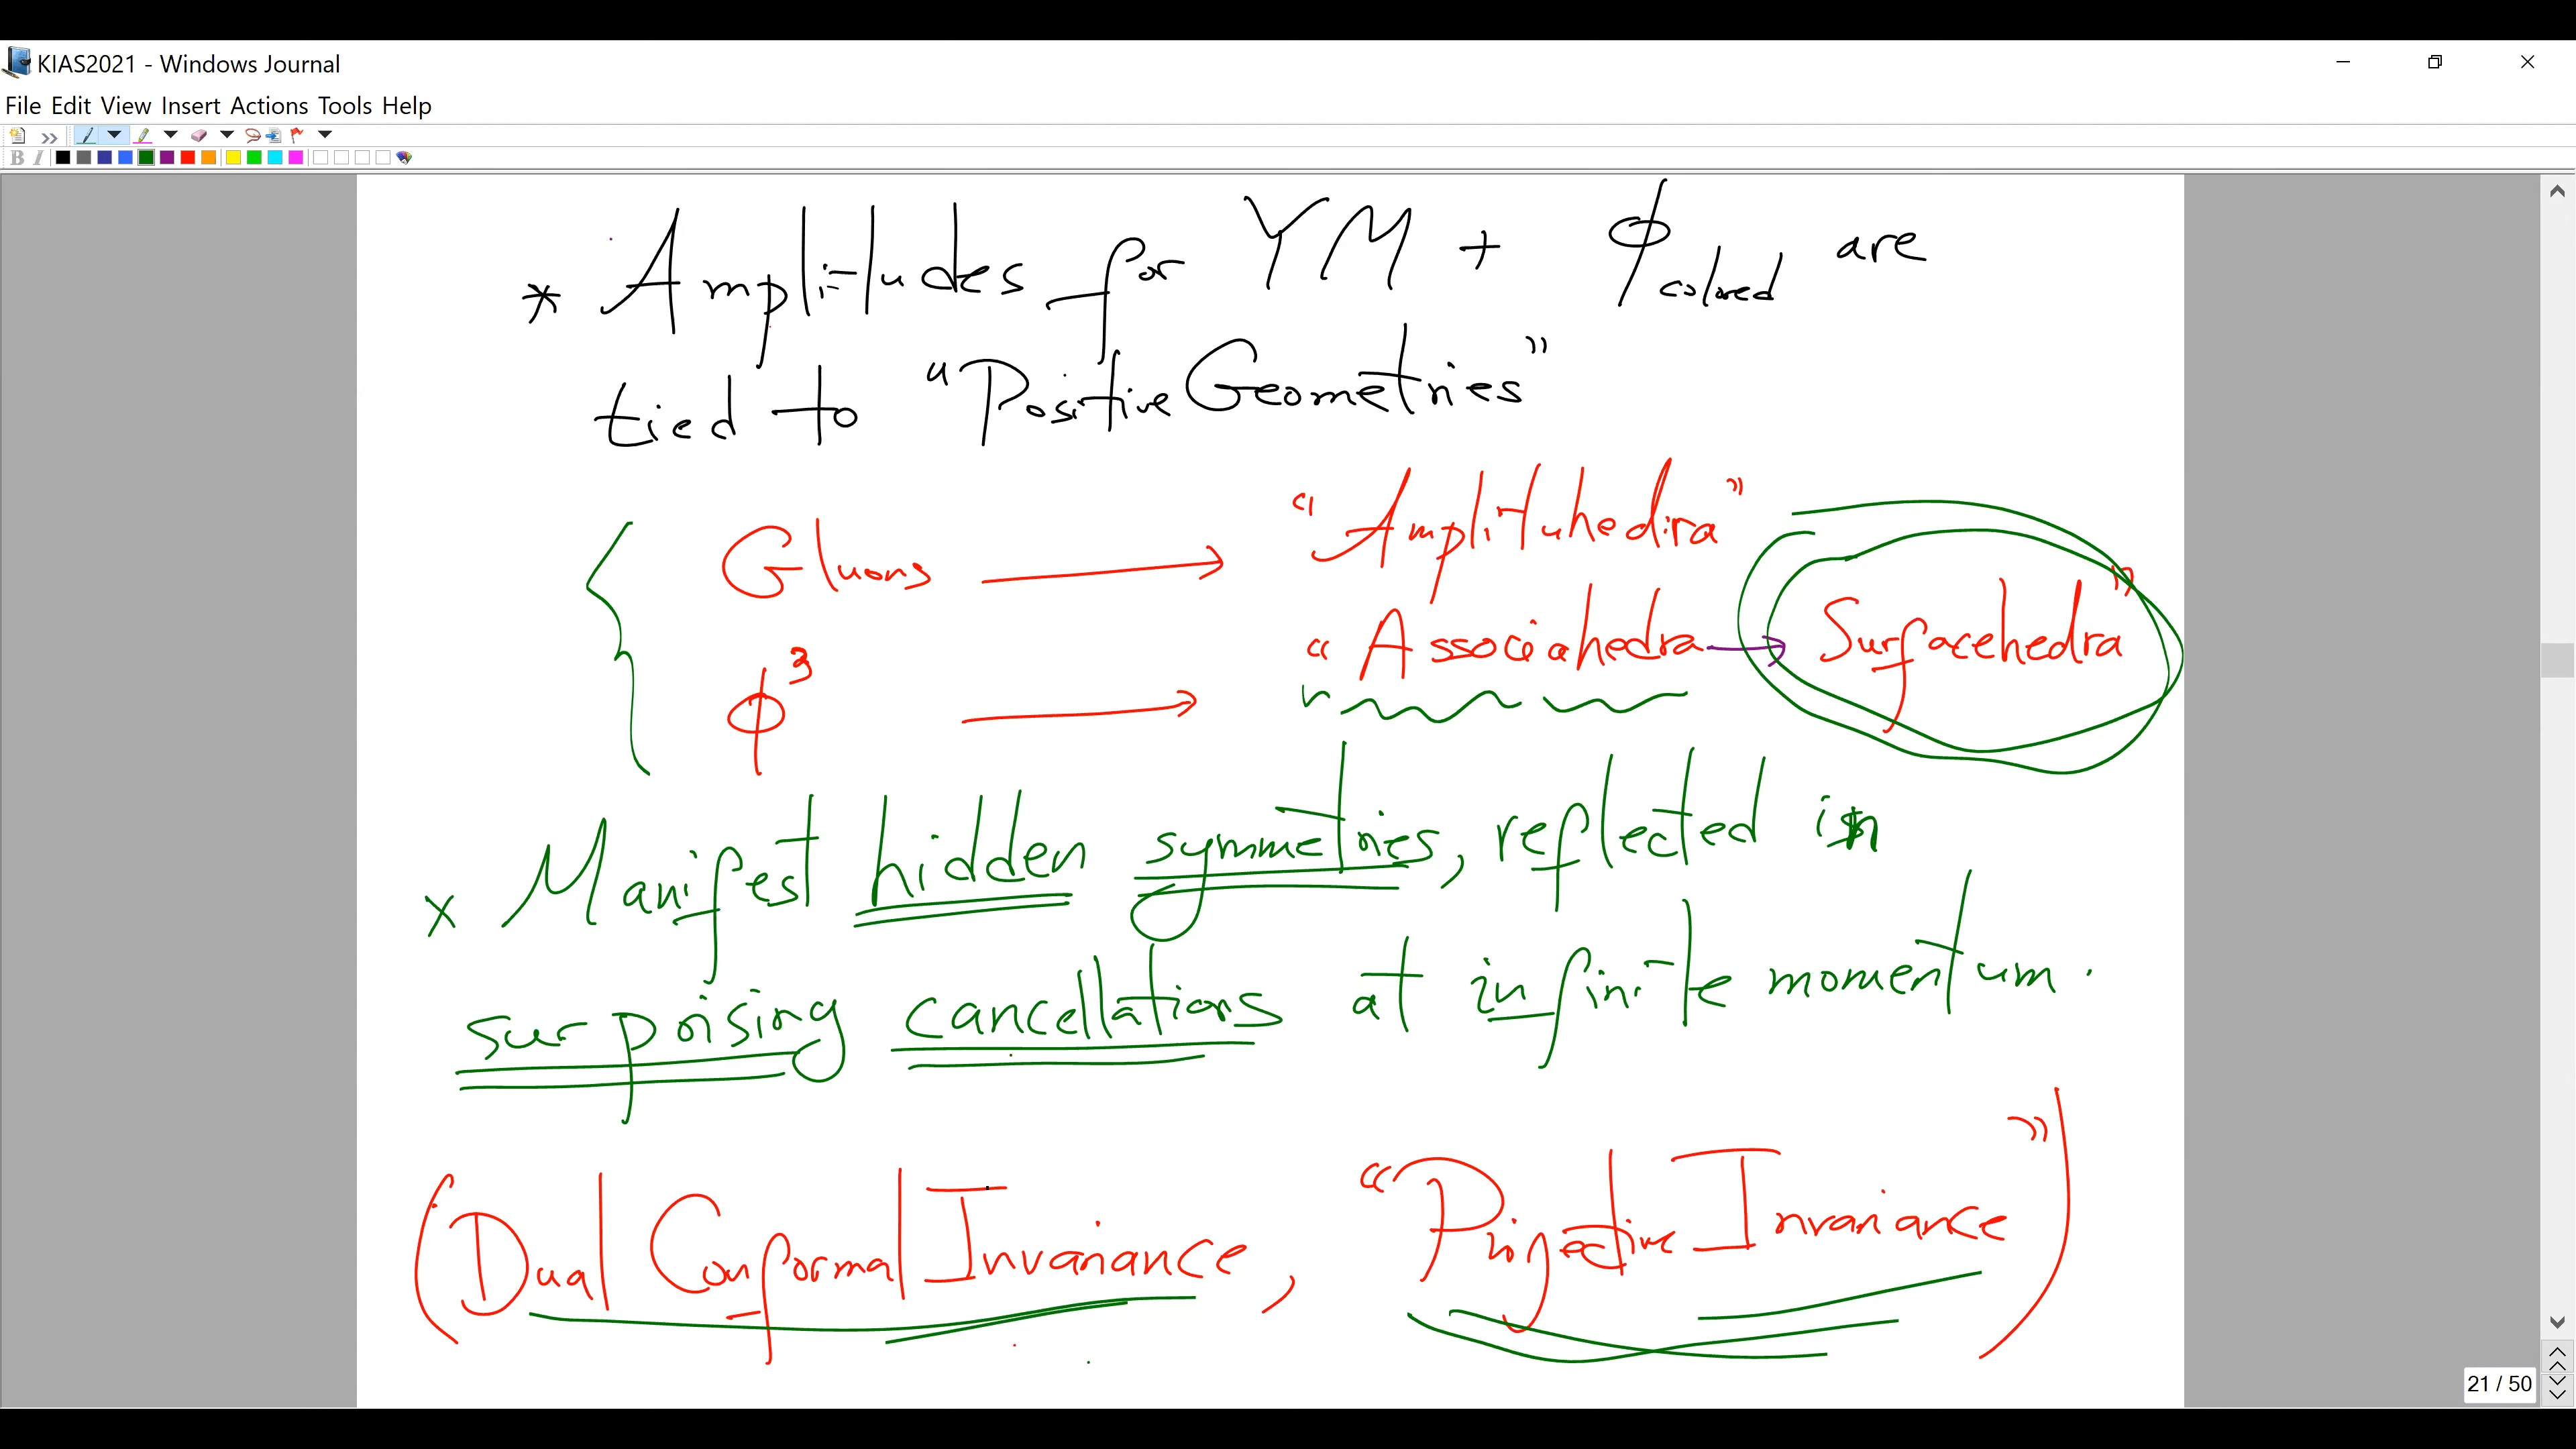 KIAS2021 - Windows Journal
File Edit View Insert Actions Tools Help
B I
* Amplitudes for YM + ϕcolored are
tied to "Positive Geometries"
Gluons → "Amplituhedra"
ϕ³ → "Associahedra → Surfacehedra"
x Manifest hidden symmetries, reflected in
surprising cancellations at infinite momentum.
(Dual Conformal Invariance, "Projective Invariance")
21 / 50